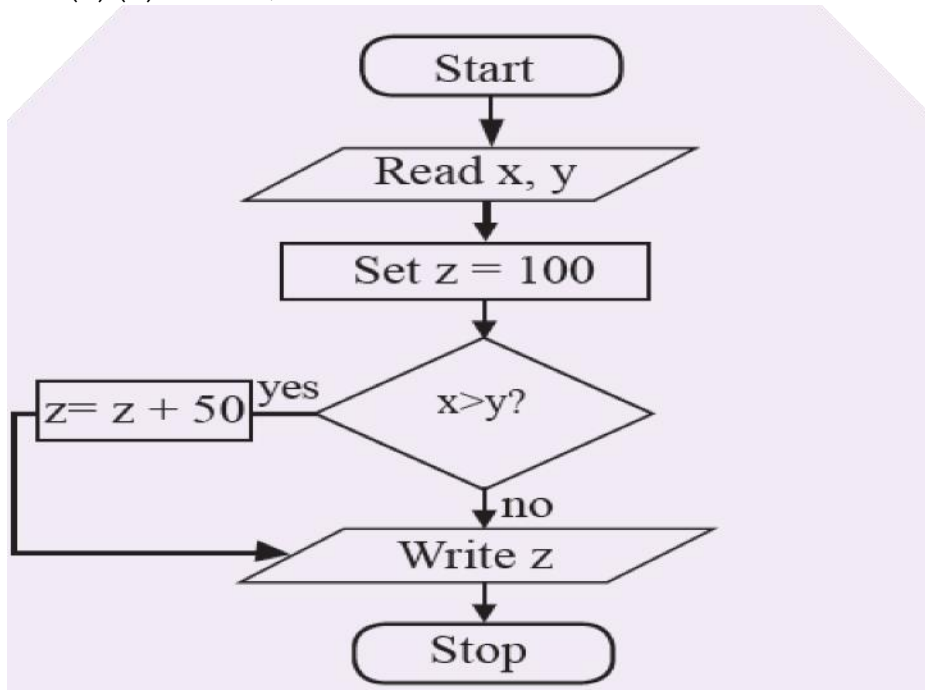 Start
Read x, y
Set z = 100
x>y?
yes
z= z + 50
no
Write z
Stop